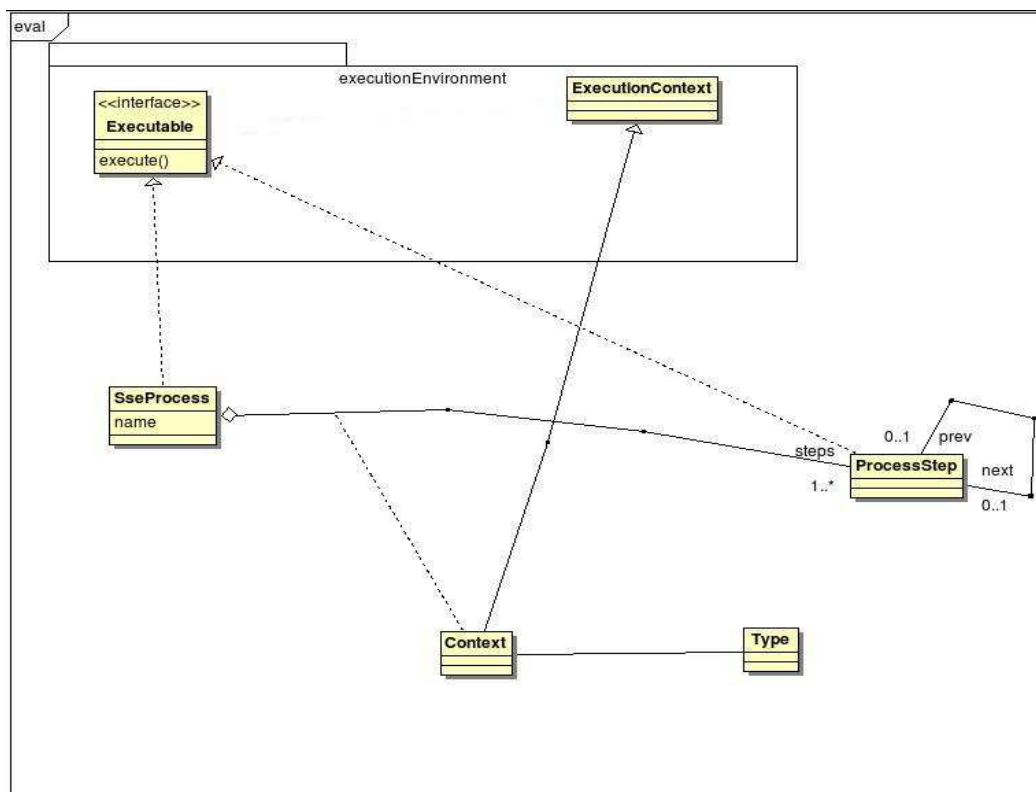 eval
executionEnvironment
<<interface>>
Executable
execute()
ExecutionContext
SseProcess
name
steps
1..*
0..1
prev
ProcessStep
next
0..1
Context
Type